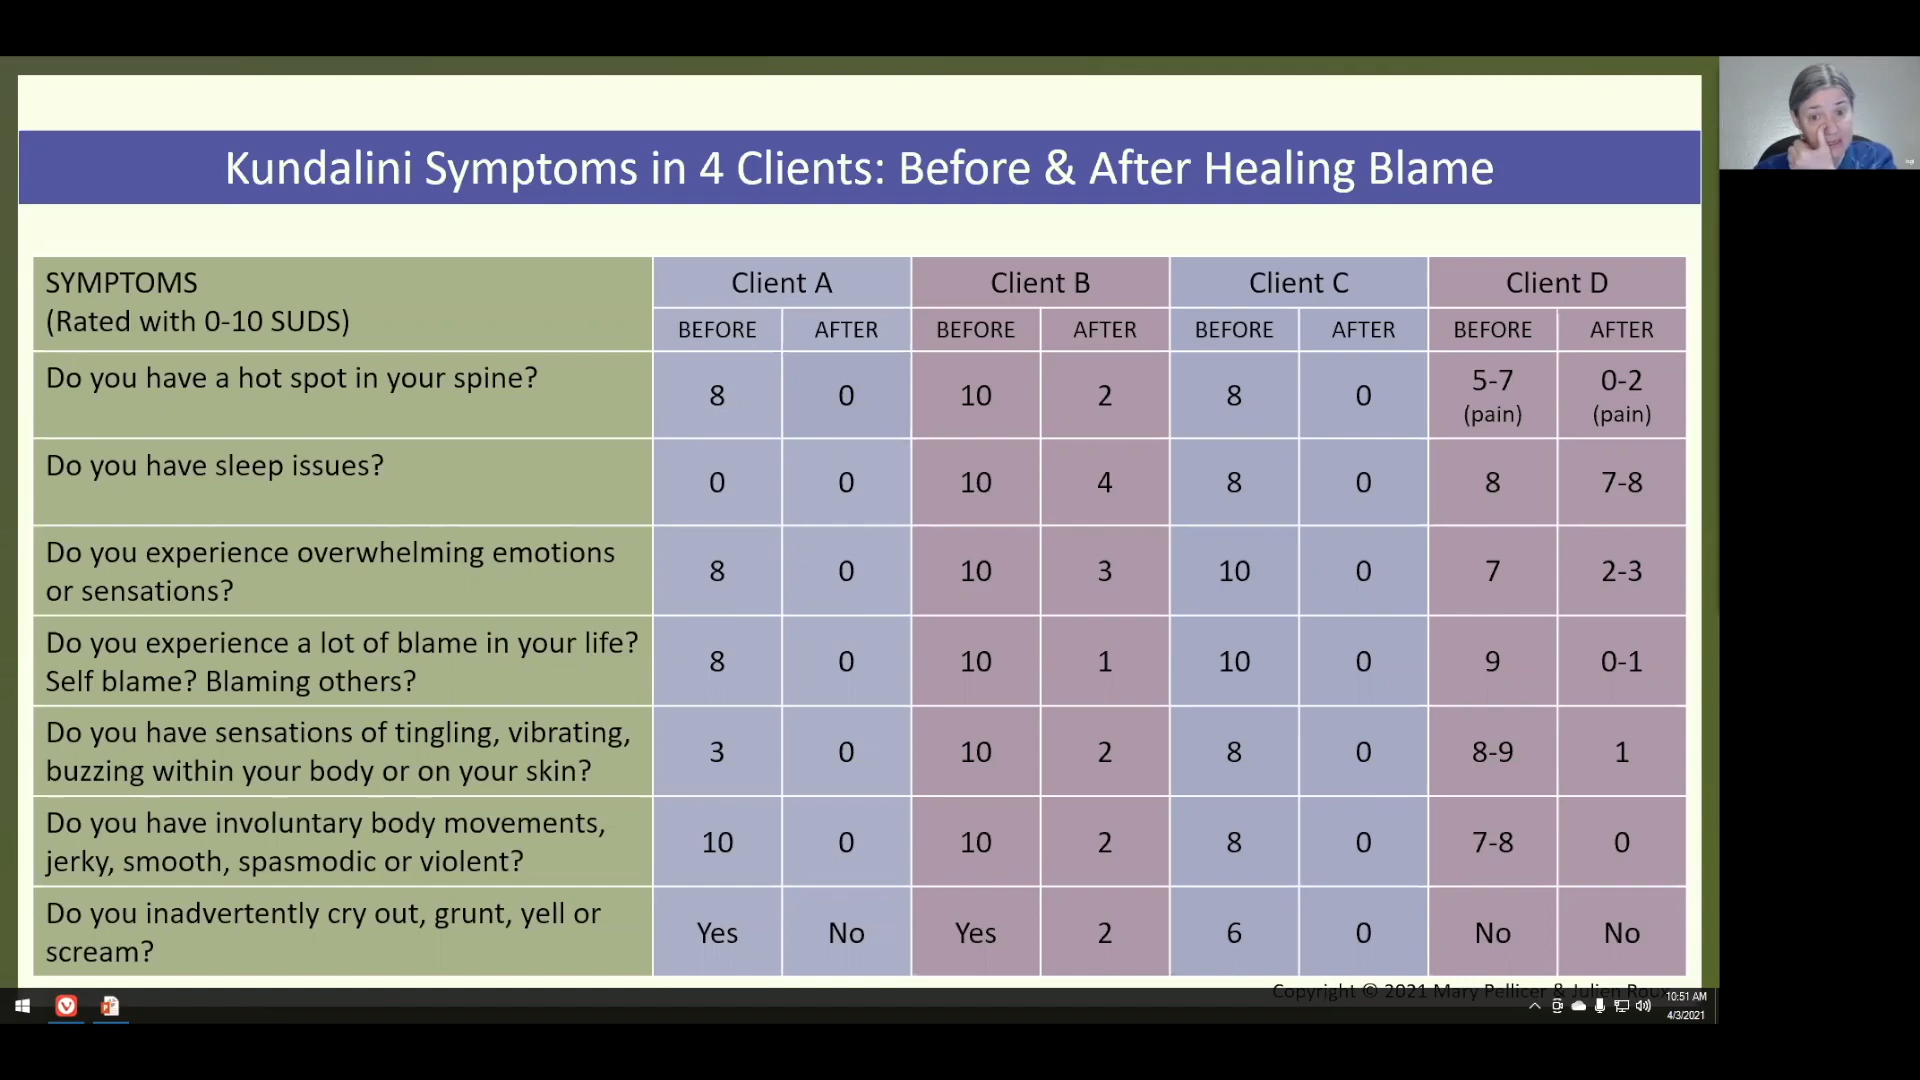 Kundalini Symptoms in 4 Clients: Before & After Healing Blame
SYMPTOMS
(Rated with 0-10 SUDS)
Client A
Client B
Client C
Client D
BEFORE AFTER BEFORE AFTER BEFORE AFTER BEFORE AFTER
Do you have a hot spot in your spine?
8 0 10 2 8 0 5-7 0-2
(pain) (pain)
Do you have sleep issues?
0 0 10 4 8 0 8 7-8
Do you experience overwhelming emotions
or sensations?
8 0 10 3 10 0 7 2-3
Do you experience a lot of blame in your life?
Self blame? Blaming others?
8 0 10 1 10 0 9 0-1
Do you have sensations of tingling, vibrating,
buzzing within your body or on your skin?
3 0 10 2 8 0 8-9 1
Do you have involuntary body movements,
jerky, smooth, spasmodic or violent?
10 0 10 2 8 0 7-8 0
Do you inadvertently cry out, grunt, yell or
scream?
Yes No Yes 2 6 0 No No
Copyright © 2021 Mary Pellicer & Julien Roux
10:51 AM
4/3/2021